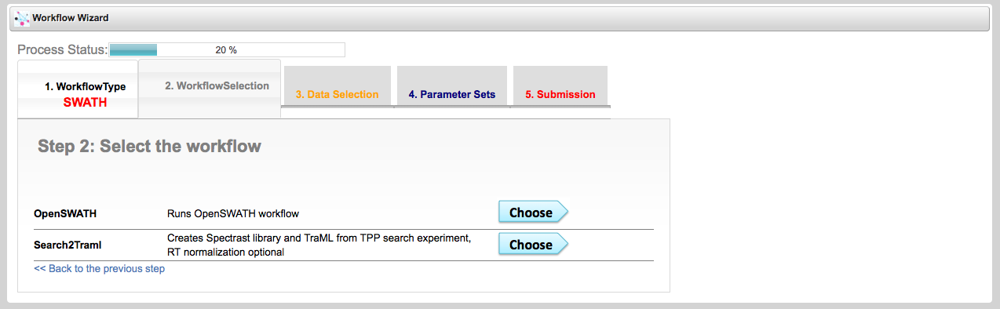 Workflow Wizard
Process Status: 20 %
1. WorkflowType
SWATH
2. WorkflowSelection
3. Data Selection
4. Parameter Sets
5. Submission
Step 2: Select the workflow
OpenSWATH Runs OpenSWATH workflow Choose
Search2Traml Creates Spectrast library and TraML from TPP search experiment,
RT normalization optional Choose
<< Back to the previous step